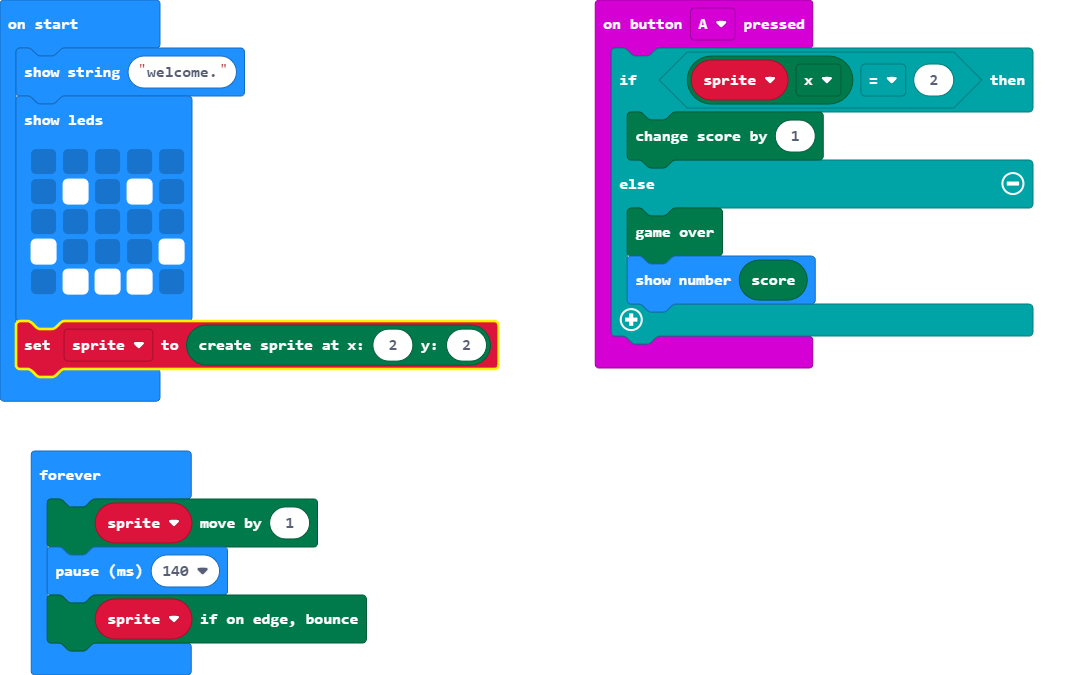 on start
show string "welcome."
show leds
set sprite to create sprite at x: 2 y: 2
on button A pressed
if sprite x = 2 then
change score by 1
else
game over
show number score
forever
sprite move by 1
pause (ms) 140
sprite if on edge, bounce